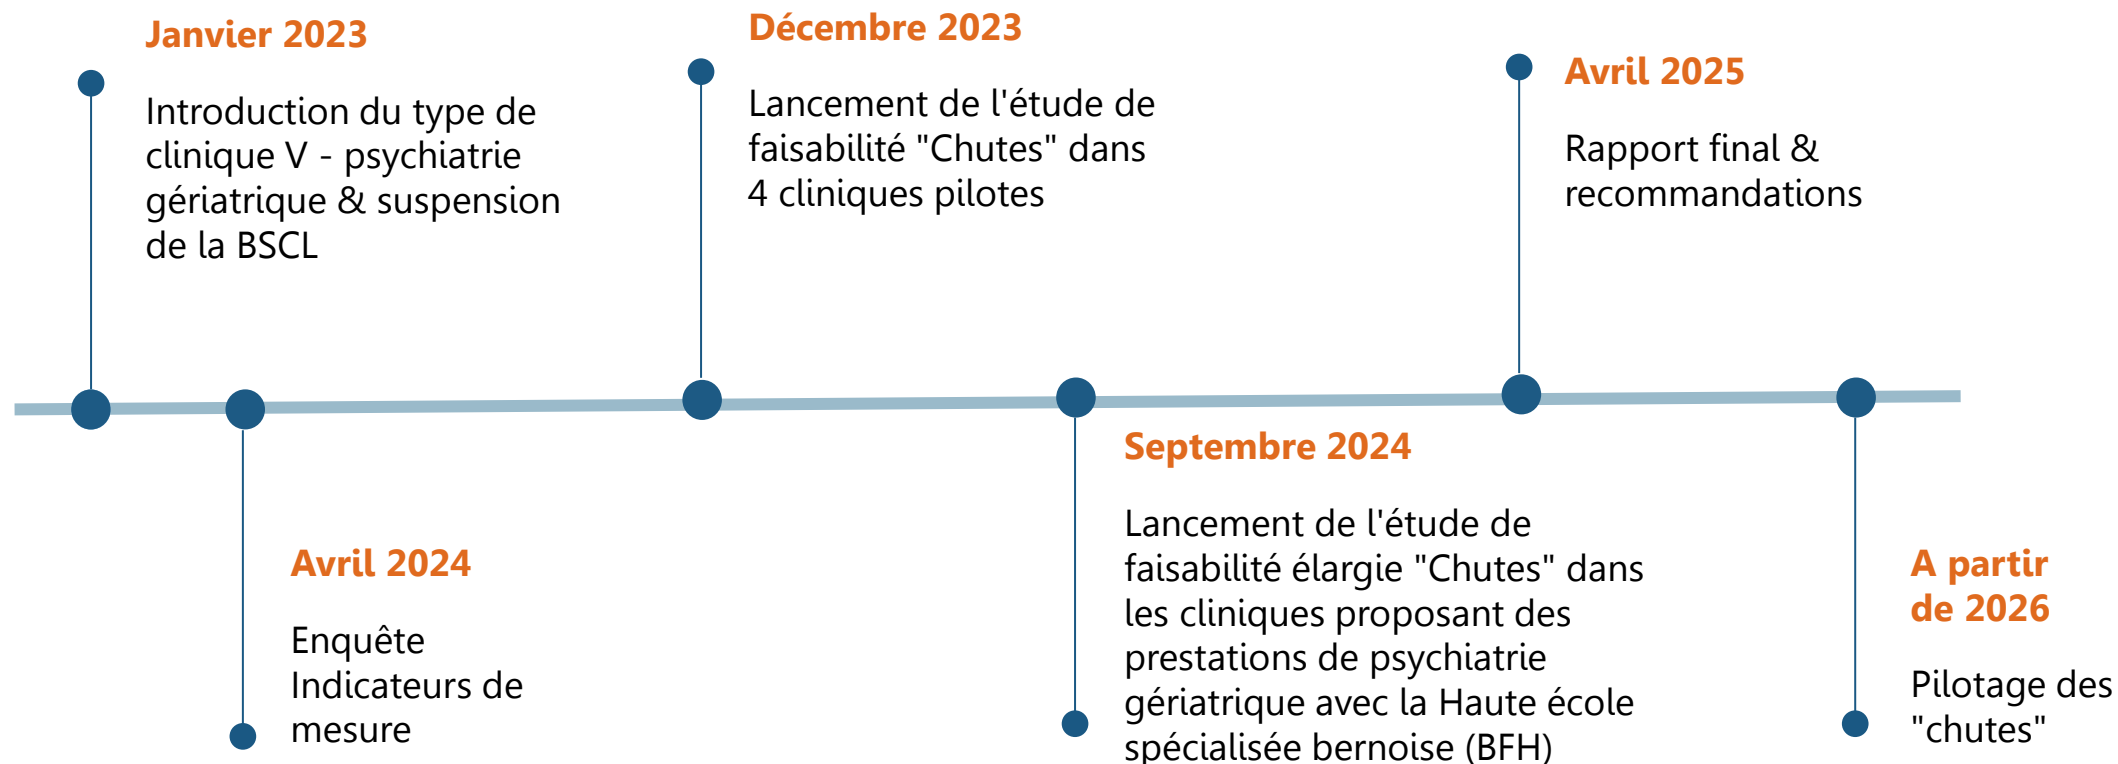 Janvier 2023
Introduction du type de
clinique V - psychiatrie
gériatrique & suspension
de la BSCL
Avril 2024
Enquête
Indicateurs de
mesure
Décembre 2023
Lancement de l'étude de
faisabilité "Chutes" dans
4 cliniques pilotes
Septembre 2024
Lancement de l'étude de
faisabilité élargie "Chutes" dans
les cliniques proposant des
prestations de psychiatrie
gériatrique avec la Haute école
spécialisée bernoise (BFH)
Avril 2025
Rapport final &
recommandations
A partir
de 2026
Pilotage des
"chutes"